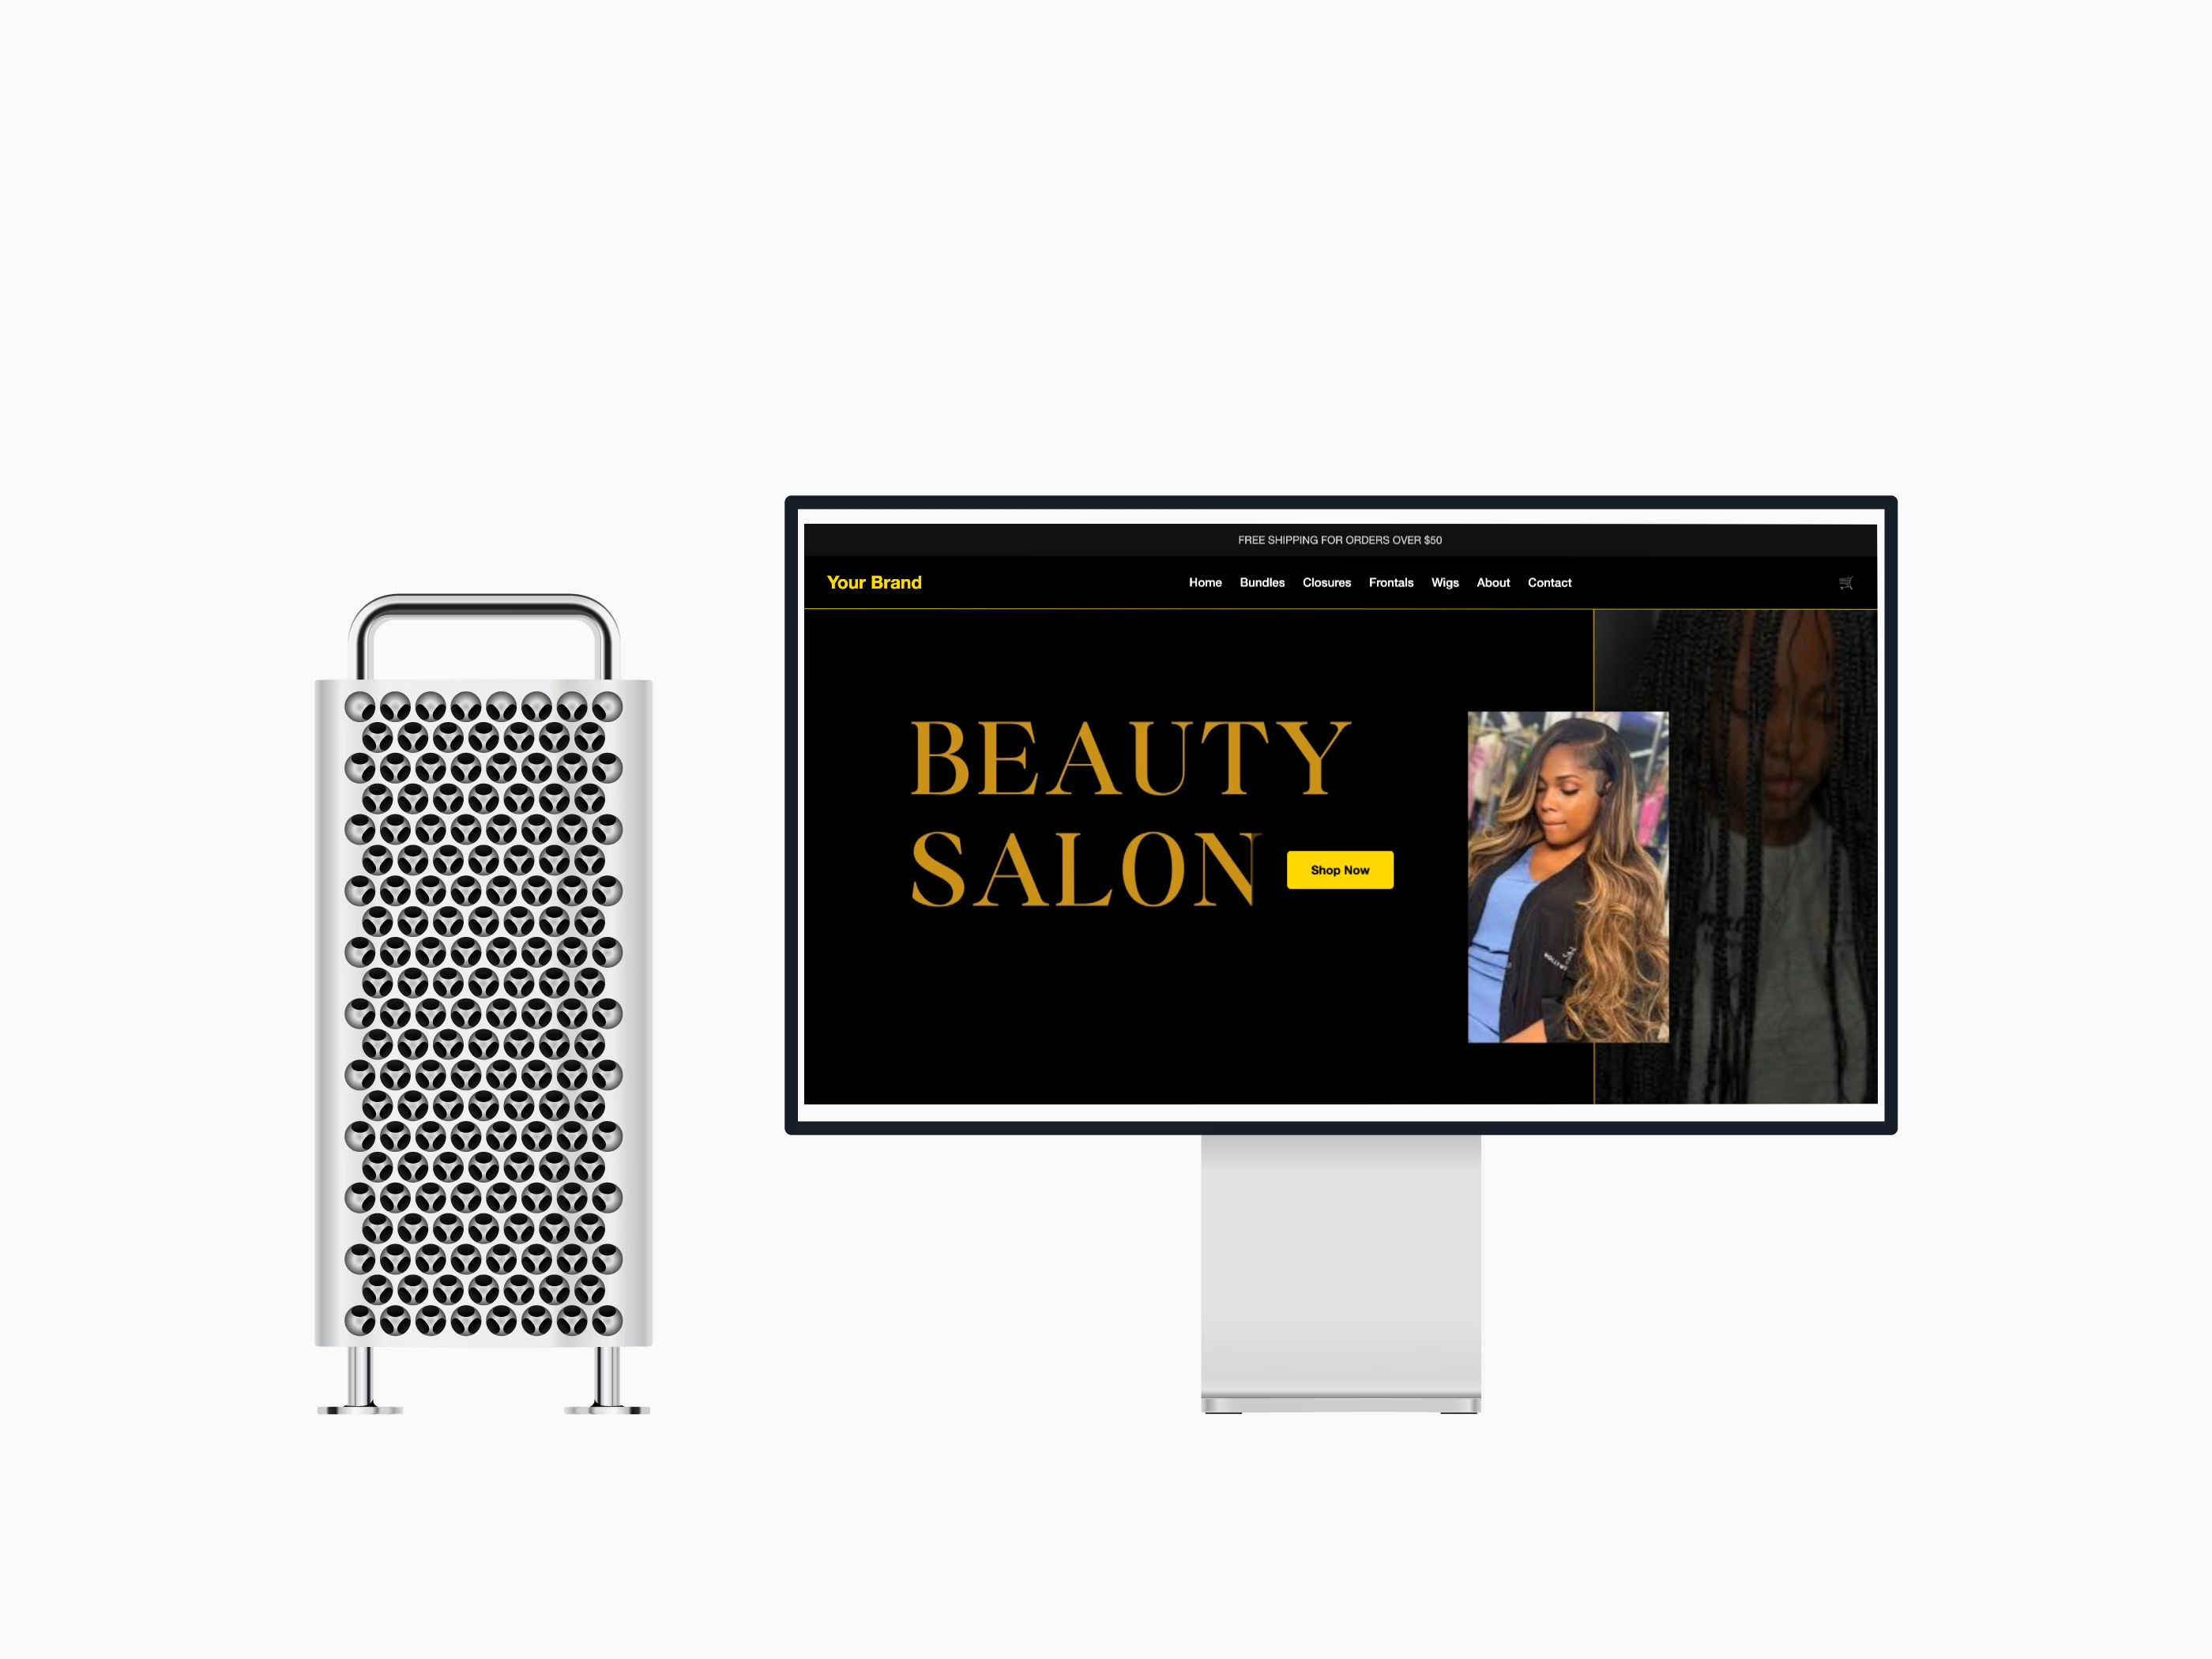 FREE SHIPPING FOR ORDERS OVER $50
Your Brand Home Bundles Closures Frontals Wigs About Contact
BEAUTY
SALON
Shop Now